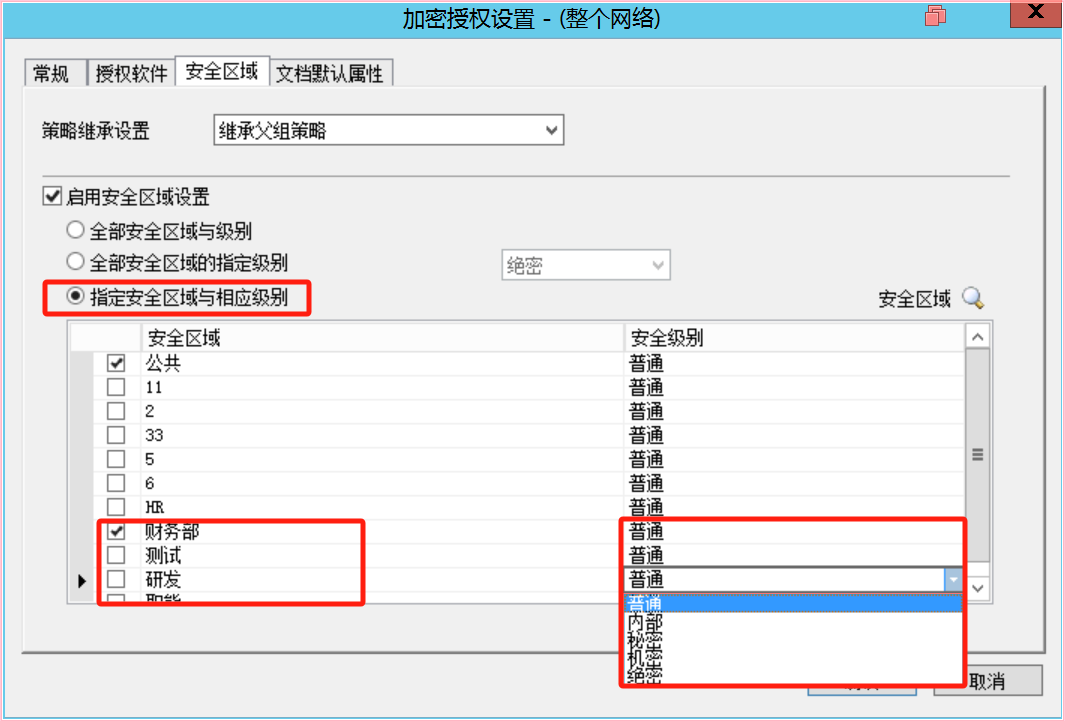 加密授权设置 - (整个网络)
常规 授权软件 安全区域 文档默认属性
策略继承设置 继承父组策略
启用安全区域设置
全部安全区域与级别
全部安全区域的指定级别 绝密
指定安全区域与相应级别 安全区域
安全区域 安全级别
公共 普通
11 普通
2 普通
33 普通
5 普通
6 普通
HR 普通
财务部 普通
测试 普通
研发 普通
普通
内部
秘密
机密
绝密
取消